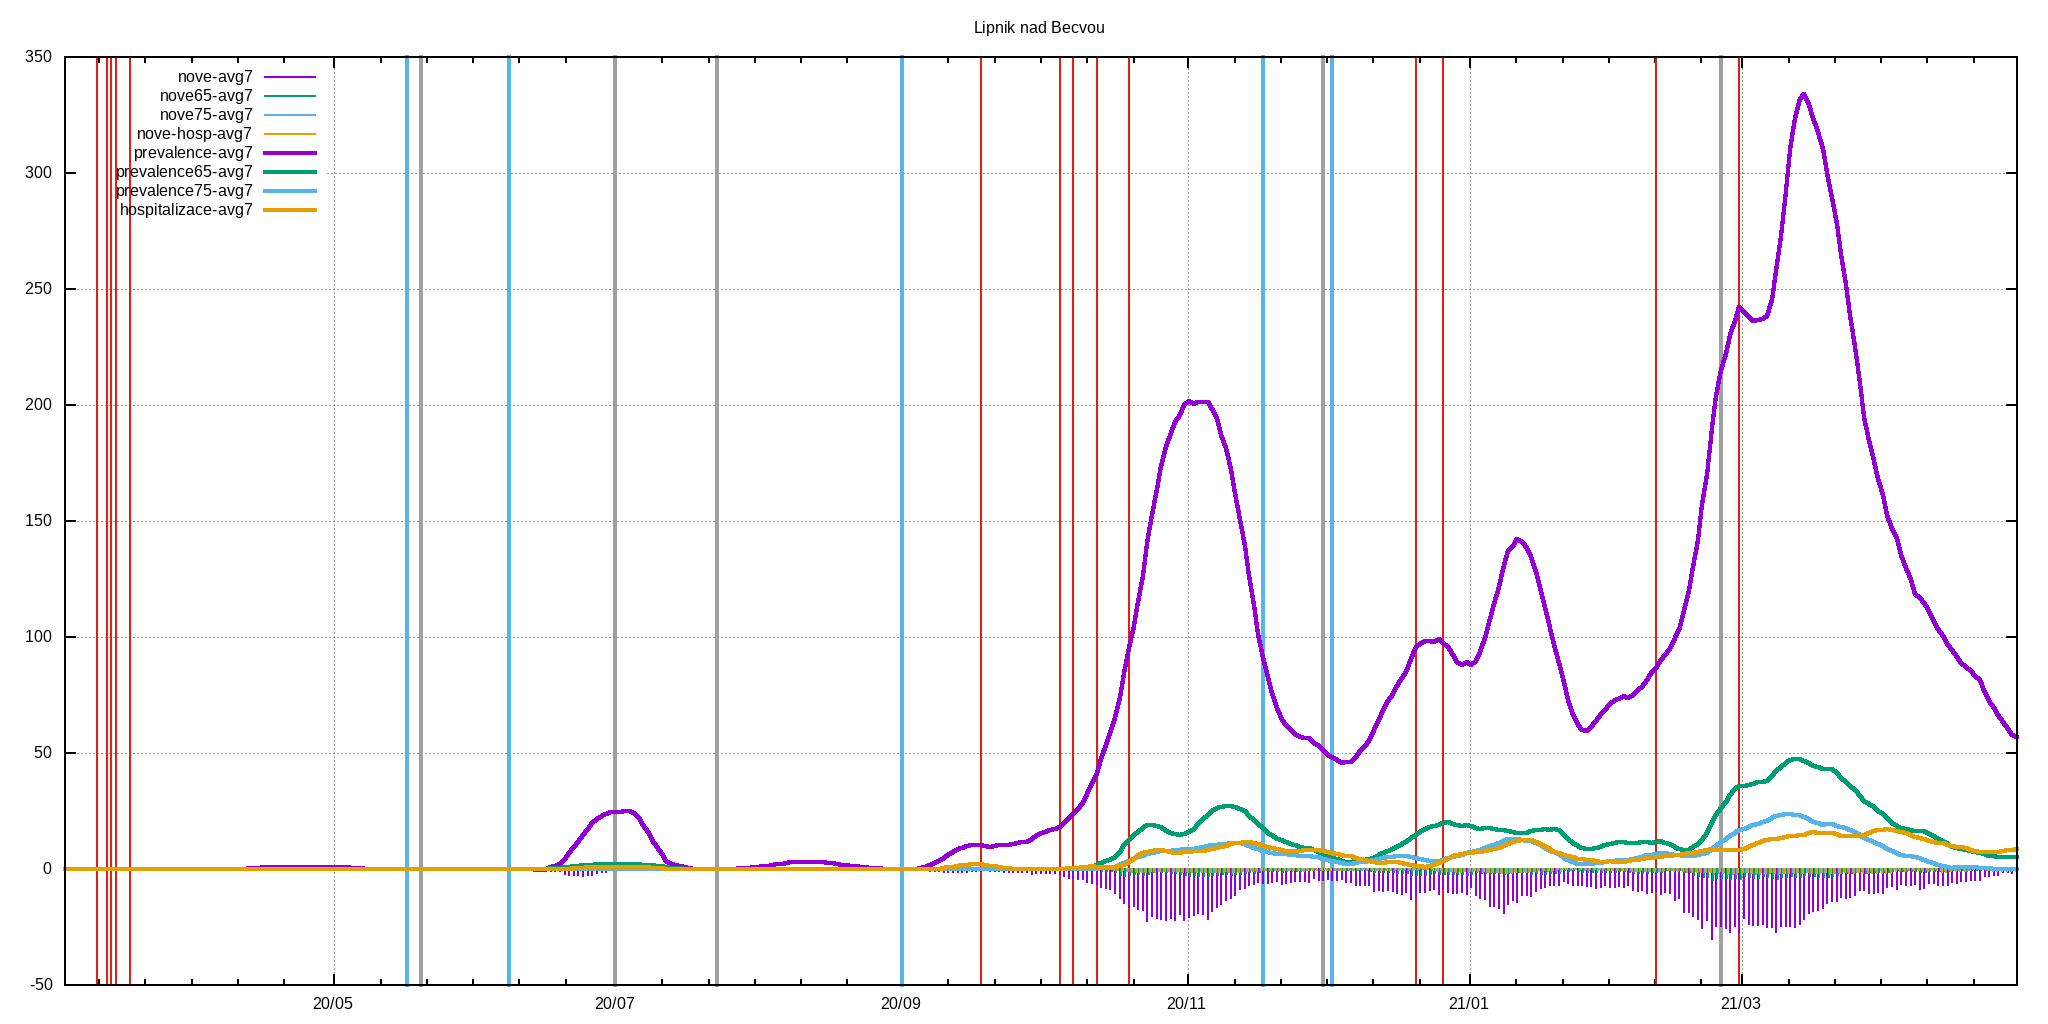 Lipnik nad Becvou
350
300
250
200
150
100
50
0
-50
nove-avg7
nove65-avg7
nove75-avg7
nove-hosp-avg7
prevalence-avg7
prevalence65-avg7
prevalence75-avg7
hospitalizace-avg7
20/05 20/07 20/09 20/11 21/01 21/03